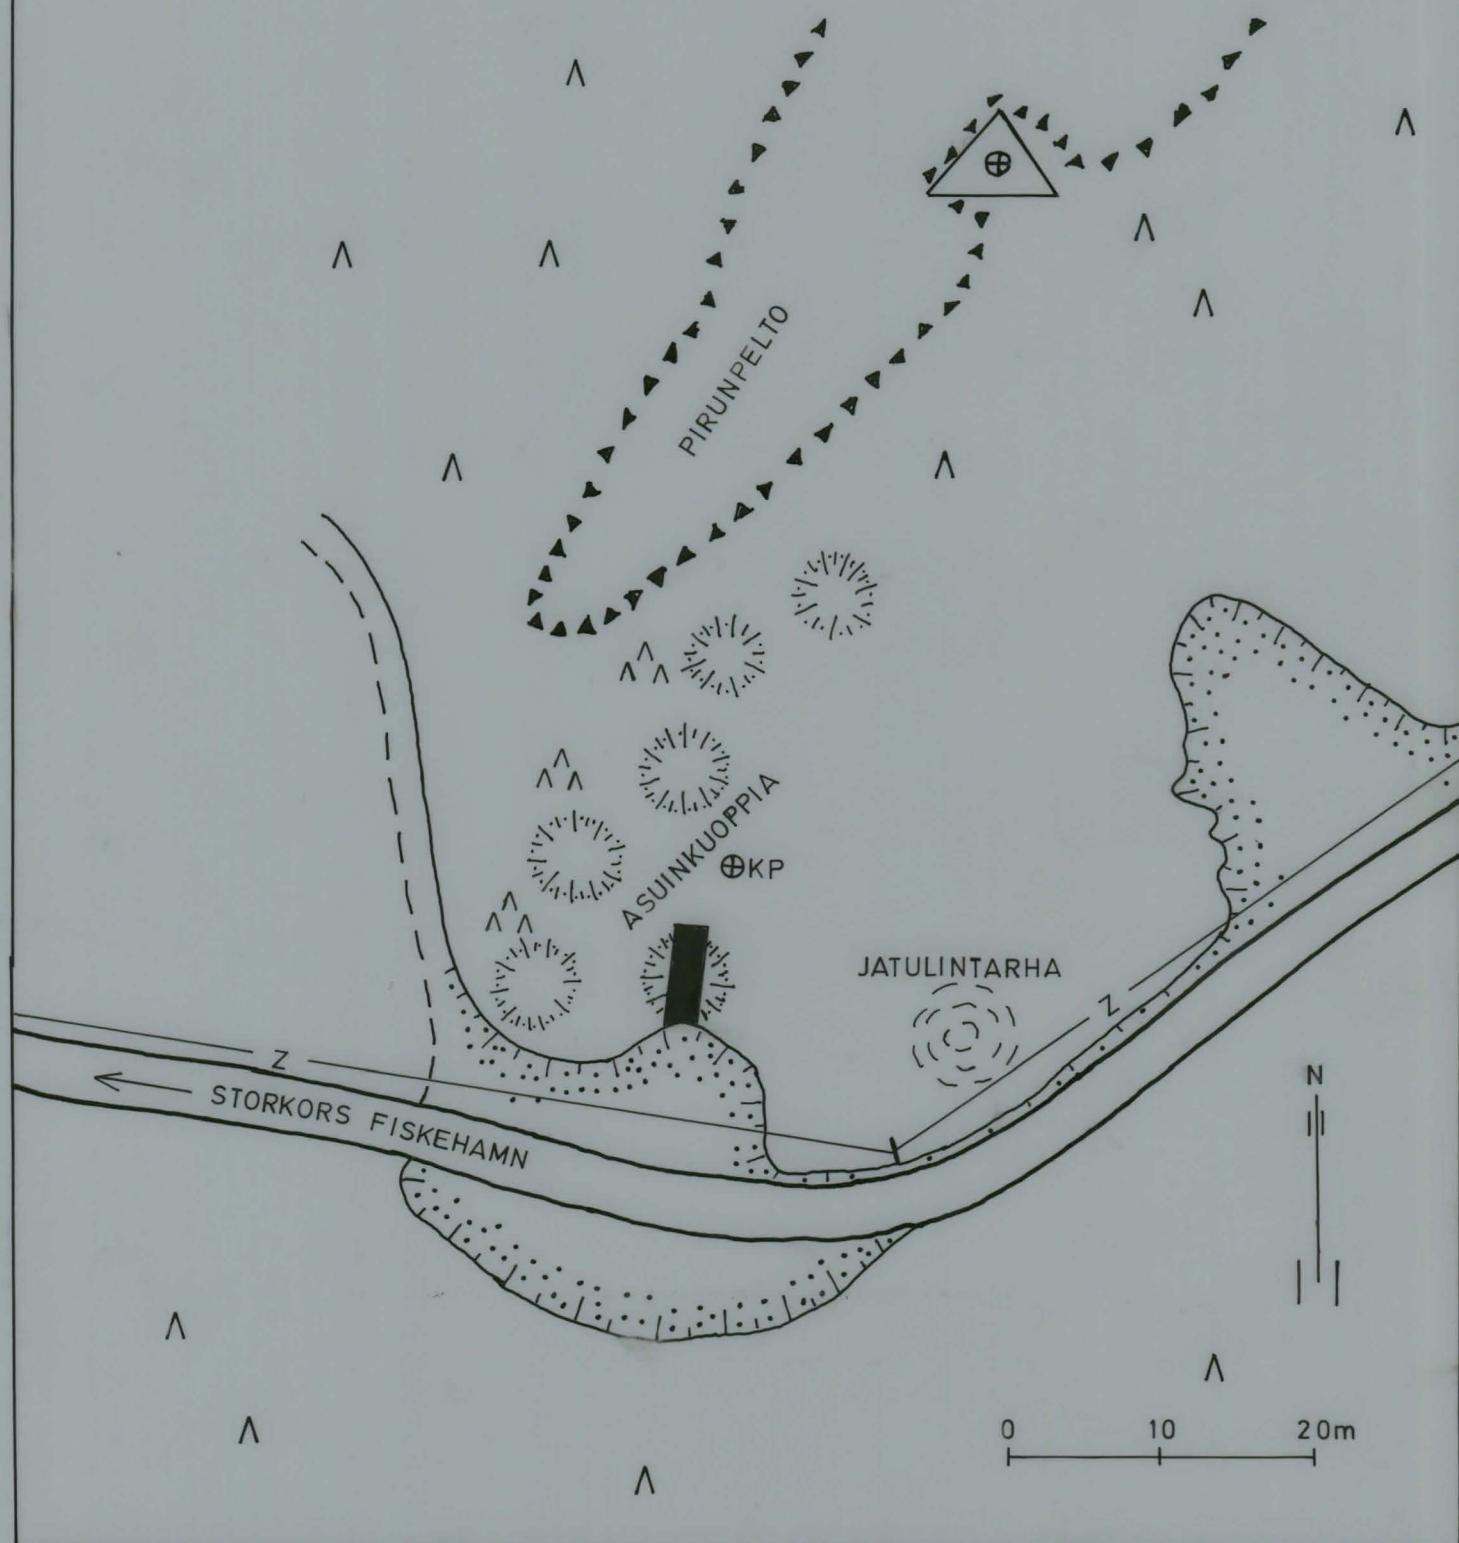 PIRUNPELTO
ASUINKUOPPIA
KP
JATULINTARHA
Z
Z
STORKORS FISKEHAMN
N
0 10 20m